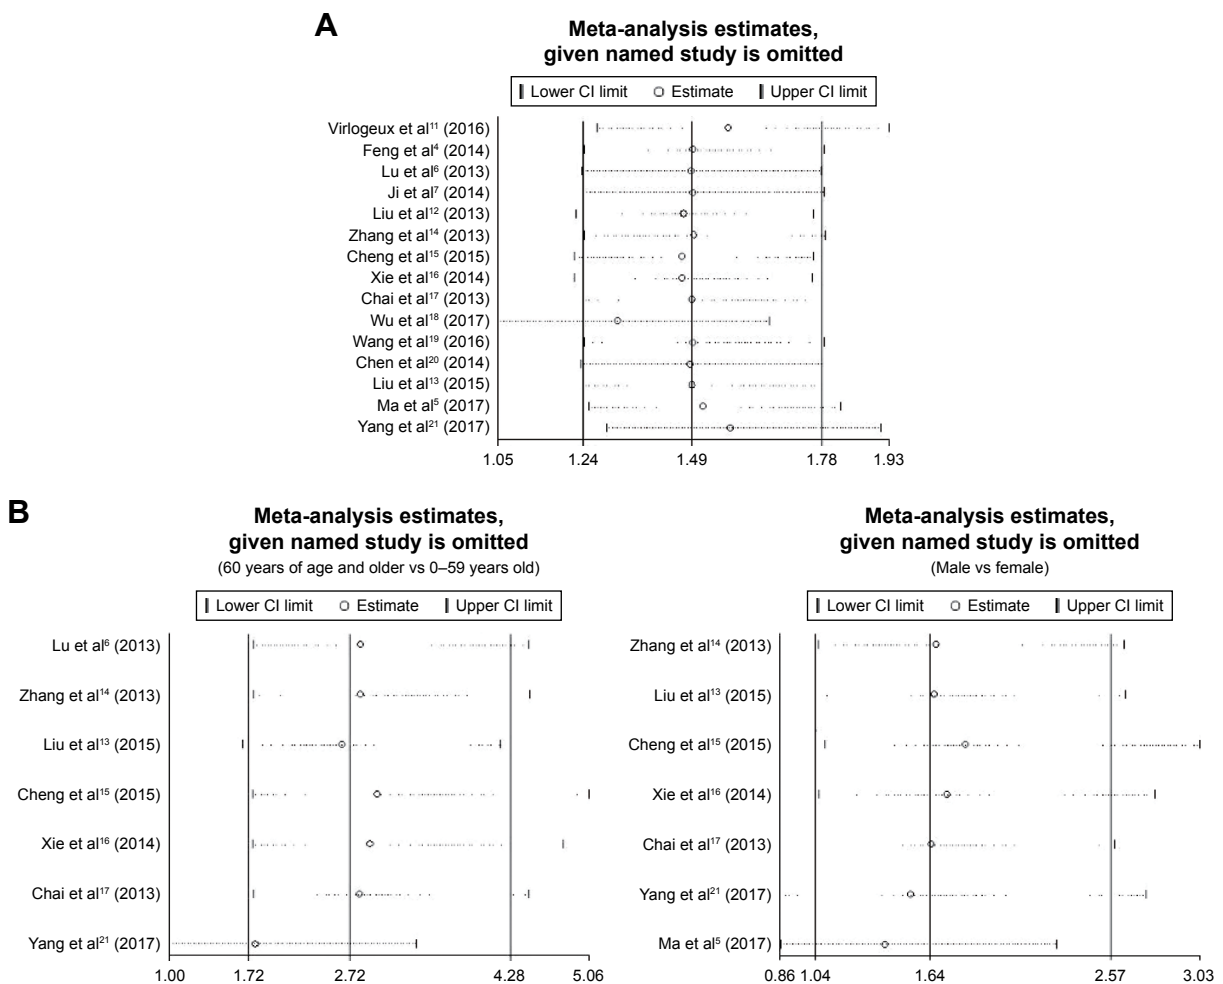 A
Meta-analysis estimates,
given named study is omitted
Lower CI limit Estimate Upper CI limit
Virlogeux et al¹¹ (2016)
Feng et al⁴ (2014)
Lu et al⁶ (2013)
Ji et al⁷ (2014)
Liu et al¹² (2013)
Zhang et al¹⁴ (2013)
Cheng et al¹⁵ (2015)
Xie et al¹⁶ (2014)
Chai et al¹⁷ (2013)
Wu et al¹⁸ (2017)
Wang et al¹⁹ (2016)
Chen et al²⁰ (2014)
Liu et al¹³ (2015)
Ma et al⁵ (2017)
Yang et al²¹ (2017)
1.05 1.24 1.49 1.78 1.93
B
Meta-analysis estimates,
given named study is omitted
(60 years of age and older vs 0–59 years old)
Lower CI limit Estimate Upper CI limit
Lu et al⁶ (2013)
Zhang et al¹⁴ (2013)
Liu et al¹³ (2015)
Cheng et al¹⁵ (2015)
Xie et al¹⁶ (2014)
Chai et al¹⁷ (2013)
Yang et al²¹ (2017)
1.00 1.72 2.72 4.28 5.06
Meta-analysis estimates,
given named study is omitted
(Male vs female)
Lower CI limit Estimate Upper CI limit
Zhang et al¹⁴ (2013)
Liu et al¹³ (2015)
Cheng et al¹⁵ (2015)
Xie et al¹⁶ (2014)
Chai et al¹⁷ (2013)
Yang et al²¹ (2017)
Ma et al⁵ (2017)
0.86 1.04 1.64 2.57 3.03